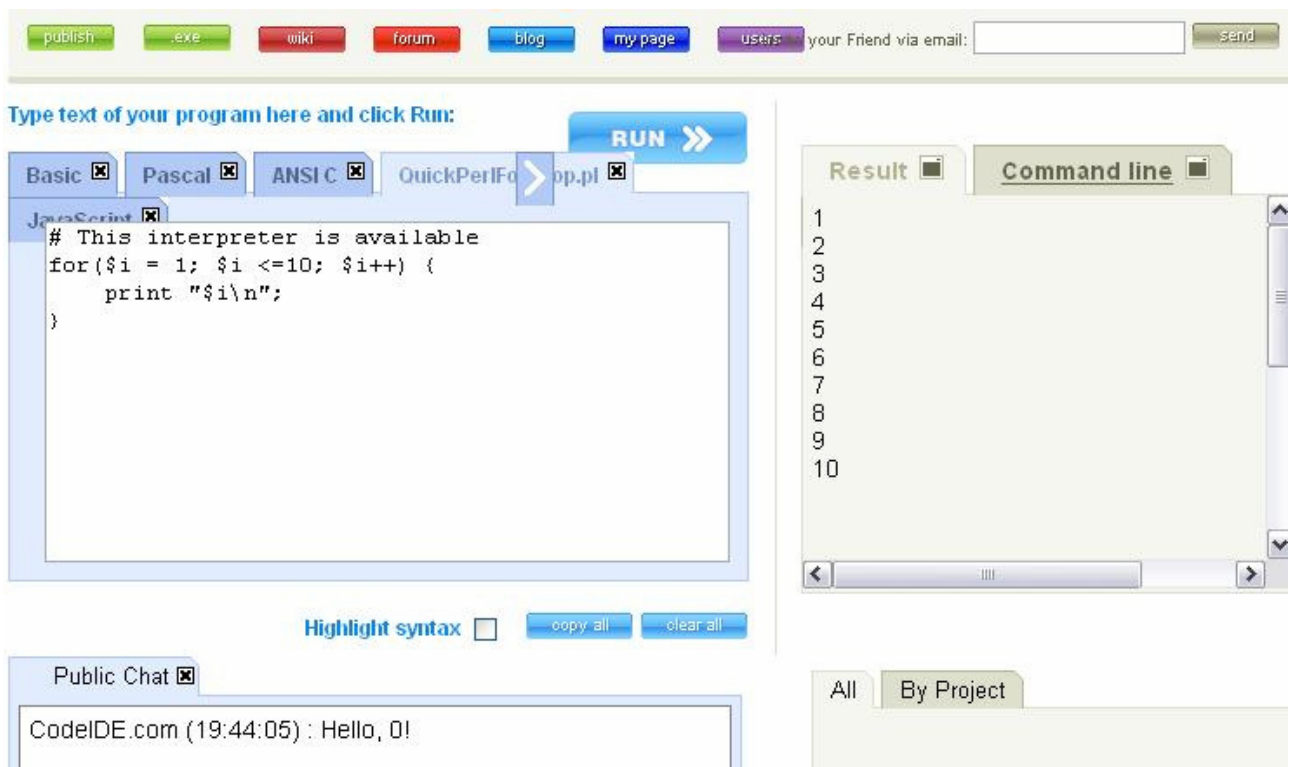 publish .exe wiki forum blog my page users your Friend via email: send
Type text of your program here and click Run:
RUN
Basic Pascal ANSI C QuickPerlFo op.pl
JavaScript
# This interpreter is available
for($i = 1; $i <=10; $i++) {
    print "$i\n";
}
Result Command line
1
2
3
4
5
6
7
8
9
10
Highlight syntax copy all clear all
Public Chat
CodeIDE.com (19:44:05) : Hello, 0!
All By Project